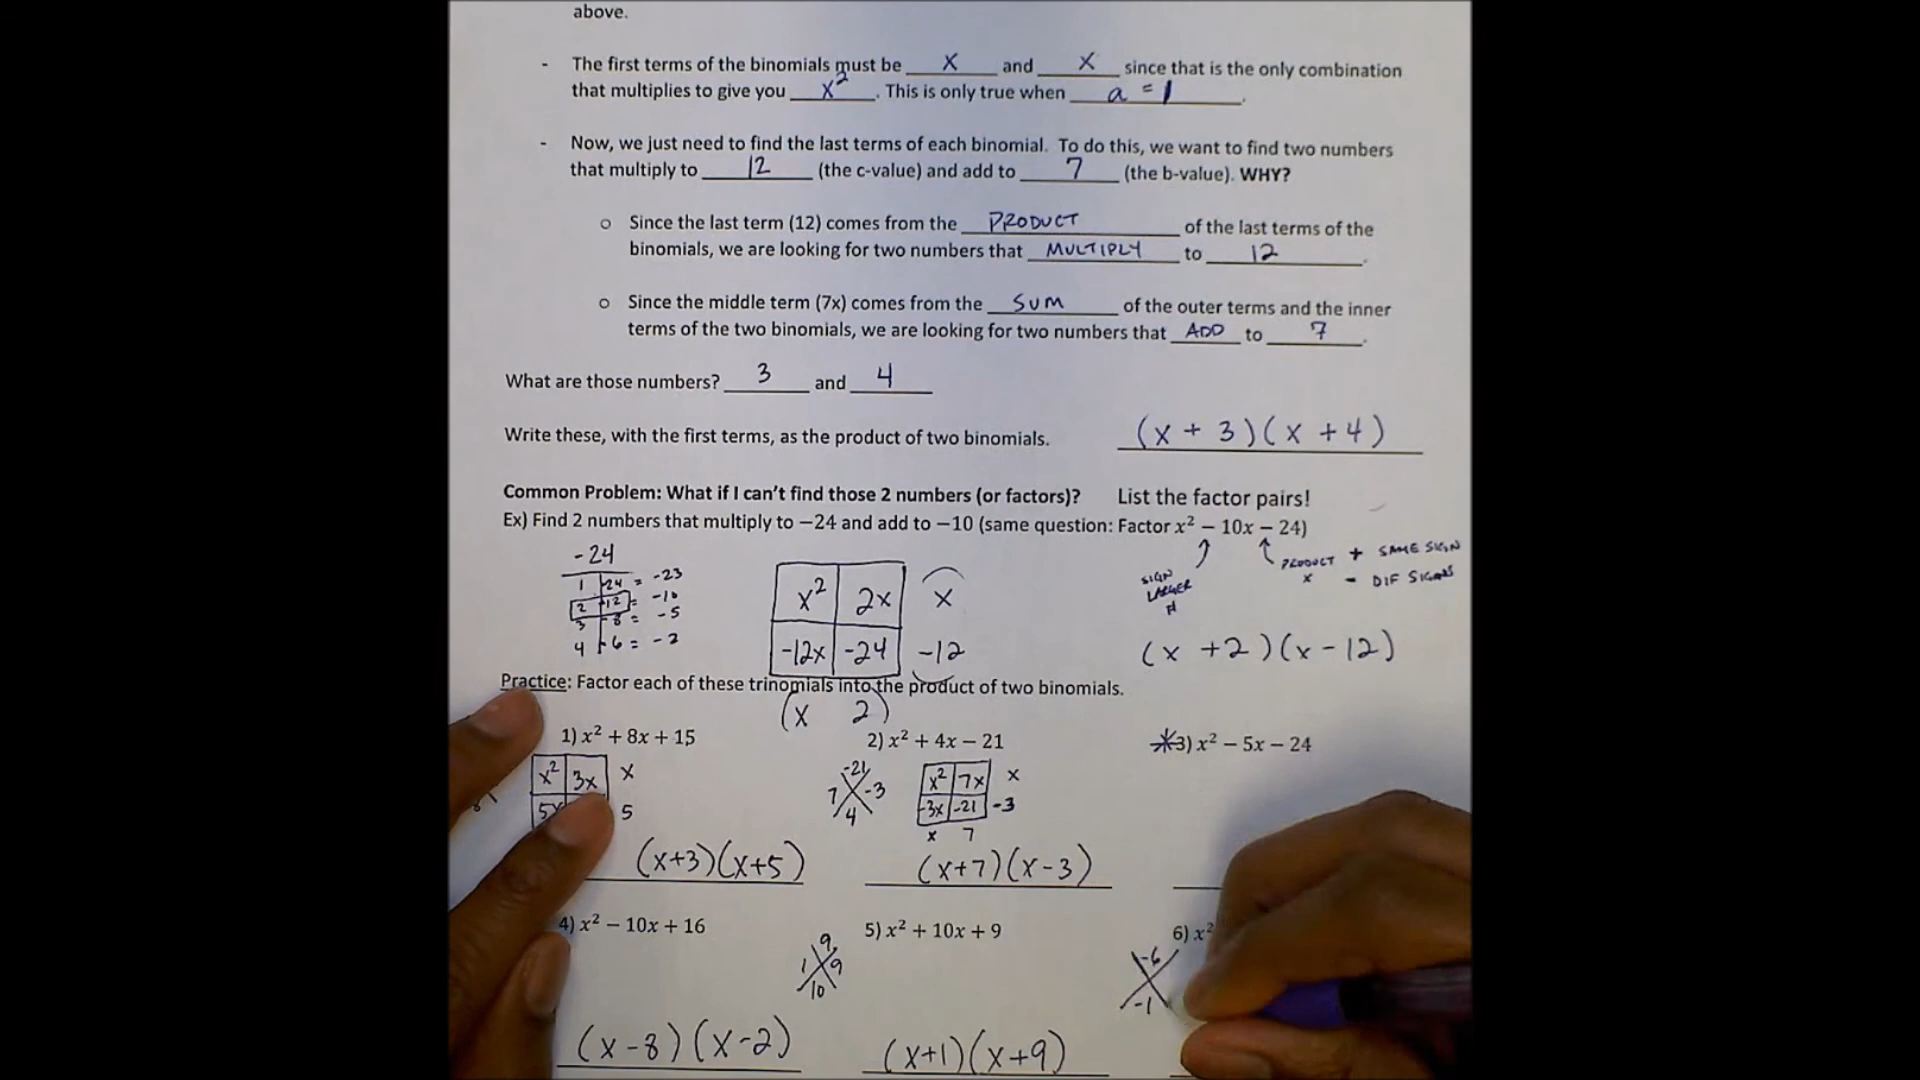 above.
- The first terms of the binomials must be x and x since that is the only combination
that multiplies to give you x². This is only true when a = 1.
- Now, we just need to find the last terms of each binomial. To do this, we want to find two numbers
that multiply to 12 (the c-value) and add to 7 (the b-value). WHY?
o Since the last term (12) comes from the PRODUCT of the last terms of the
binomials, we are looking for two numbers that MULTIPLY to 12.
o Since the middle term (7x) comes from the SUM of the outer terms and the inner
terms of the two binomials, we are looking for two numbers that ADD to 7.
What are those numbers? 3 and 4
Write these, with the first terms, as the product of two binomials. (x + 3)(x + 4)
Common Problem: What if I can't find those 2 numbers (or factors)? List the factor pairs!
Ex) Find 2 numbers that multiply to −24 and add to −10 (same question: Factor x² − 10x − 24)
-24
1 -24 = -23
2 -12 = -10
3 -8 = -5
4 -6 = -2
x² 2x x
-12x -24 -12
(x 2)
SIGN
LARGER
#
PRODUCT + SAME SIGN
x - DIF SIGNS
(x +2)(x -12)
Practice: Factor each of these trinomials into the product of two binomials.
1) x² + 8x + 15
x² 3x x
5x 5
(x+3)(x+5)
2) x² + 4x − 21
-21
7 -3
4
x² 7x x
-3x -21 -3
x 7
(x+7)(x-3)
3) x² − 5x − 24
4) x² − 10x + 16
(x-8)(x-2)
5) x² + 10x + 9
9
1 9
10
(x+1)(x+9)
6) x²
-6
-1